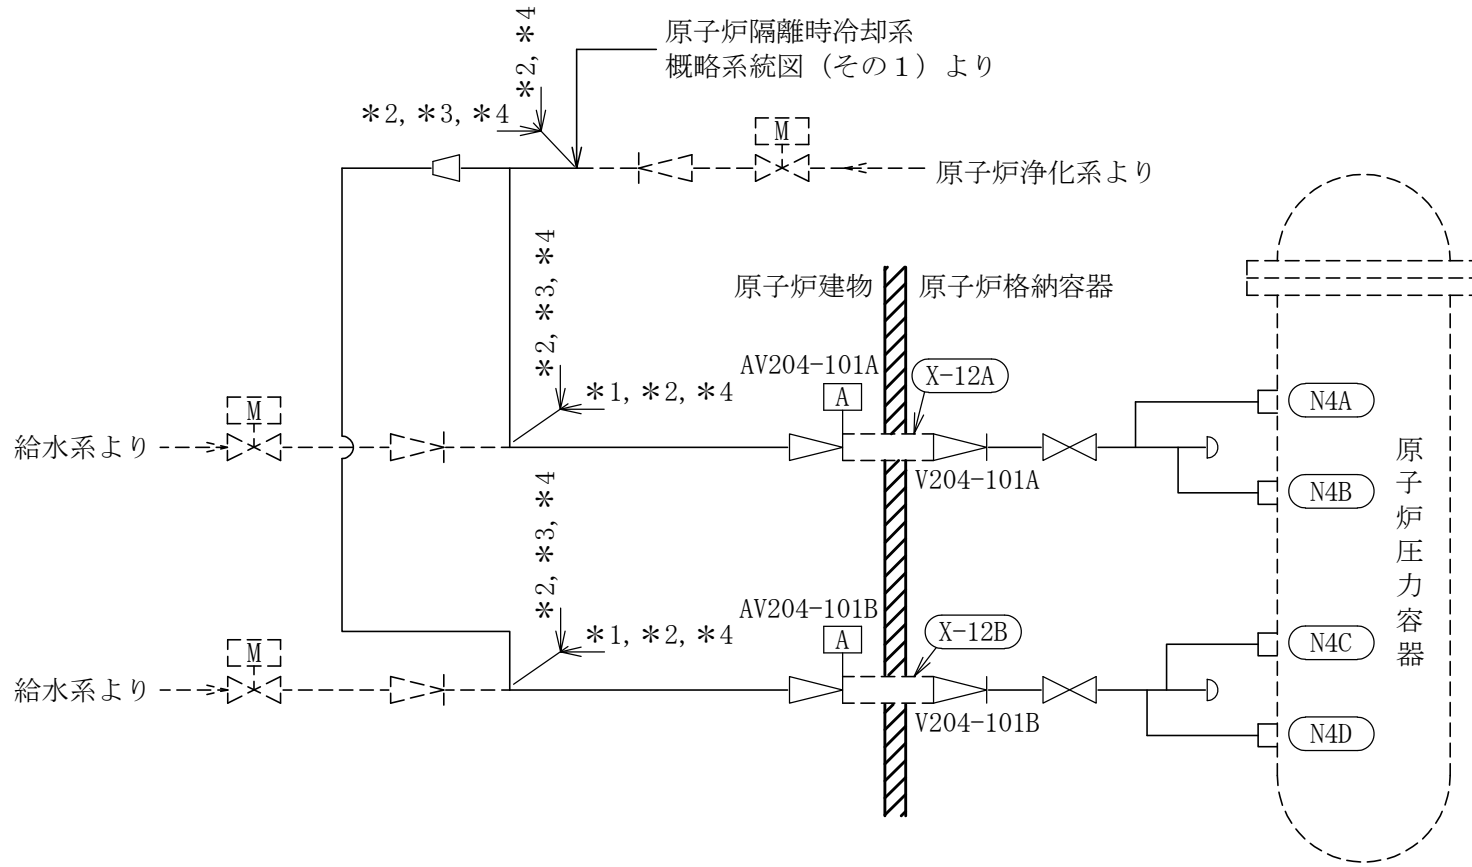 原子炉隔離時冷却系
概略系統図（その１）より
＊2, ＊4
＊2, ＊3, ＊4
M
原子炉浄化系より
＊2, ＊3, ＊4
原子炉建物
原子炉格納容器
AV204-101A
X-12A
A
＊1, ＊2, ＊4
N4A
M
給水系より
V204-101A
N4B
原子炉圧力容器
＊2, ＊3, ＊4
AV204-101B
X-12B
A
＊1, ＊2, ＊4
N4C
M
給水系より
V204-101B
N4D